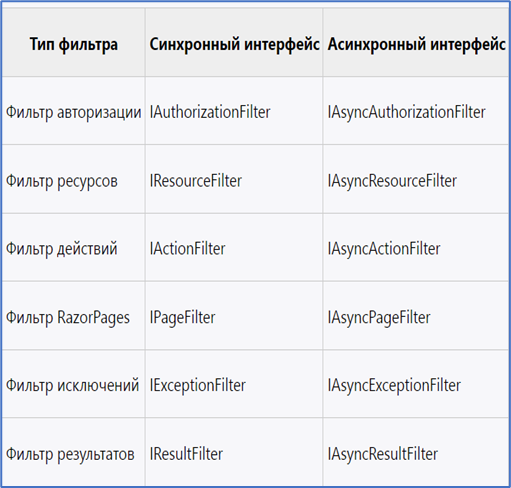 Тип фильтра Синхронный интерфейс Асинхронный интерфейс
Фильтр авторизации IAuthorizationFilter IAsyncAuthorizationFilter
Фильтр ресурсов IResourceFilter IAsyncResourceFilter
Фильтр действий IActionFilter IAsyncActionFilter
Фильтр RazorPages IPageFilter IAsyncPageFilter
Фильтр исключений IExceptionFilter IAsyncExceptionFilter
Фильтр результатов IResultFilter IAsyncResultFilter